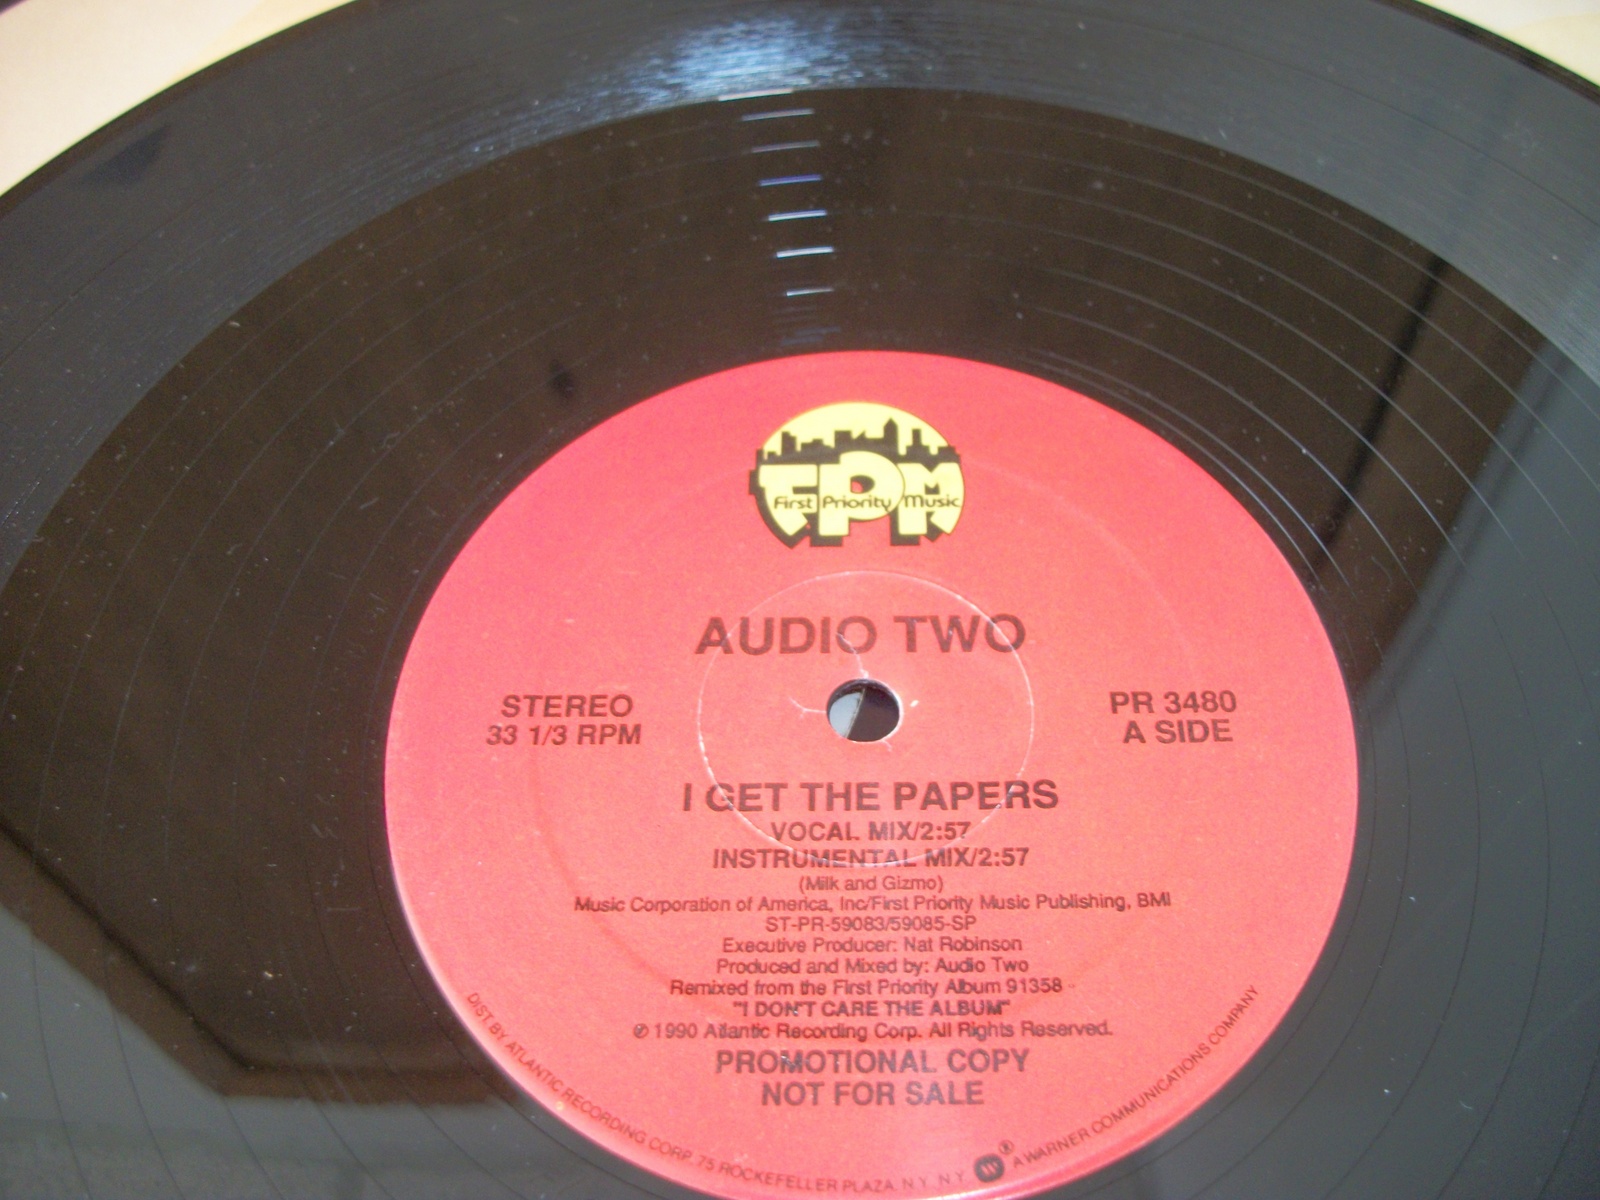 FPM
First Priority Music
AUDIO TWO
STEREO
33 1/3 RPM
PR 3480
A SIDE
I GET THE PAPERS
VOCAL MIX/2:57
INSTRUMENTAL MIX/2:57
(Milk and Gizmo)
Music Corporation of America, Inc/First Priority Music Publishing, BMI
ST-PR-59083/59085-SP
Executive Producer: Nat Robinson
Produced and Mixed by: Audio Two
Remixed from the First Priority Album 91358
"I DON'T CARE THE ALBUM"
℗ 1990 Atlantic Recording Corp. All Rights Reserved.
PROMOTIONAL COPY
NOT FOR SALE
DIST. BY ATLANTIC RECORDING CORP. 75 ROCKEFELLER PLAZA, N.Y., N.Y. ® A WARNER COMMUNICATIONS COMPANY